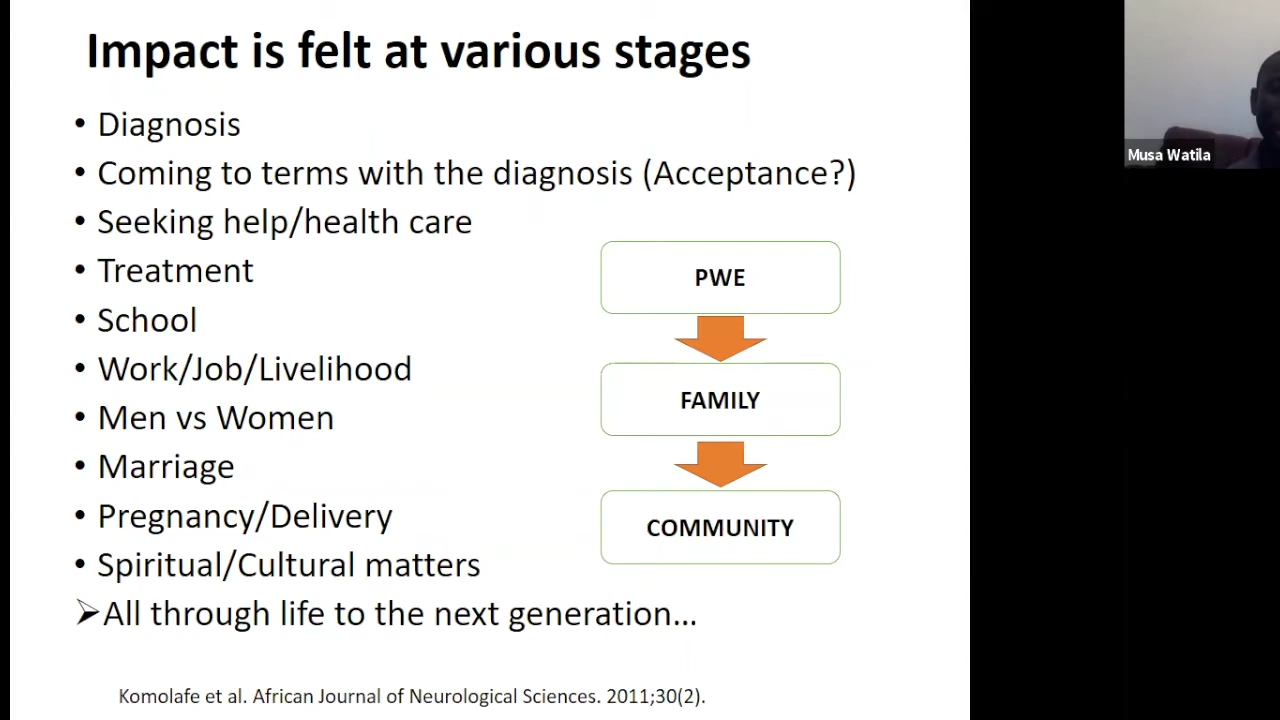 Impact is felt at various stages
• Diagnosis
• Coming to terms with the diagnosis (Acceptance?)
• Seeking help/health care
• Treatment
• School
• Work/Job/Livelihood
• Men vs Women
• Marriage
• Pregnancy/Delivery
• Spiritual/Cultural matters
➢All through life to the next generation...
PWE
FAMILY
COMMUNITY
Komolafe et al. African Journal of Neurological Sciences. 2011;30(2).
Musa Watila